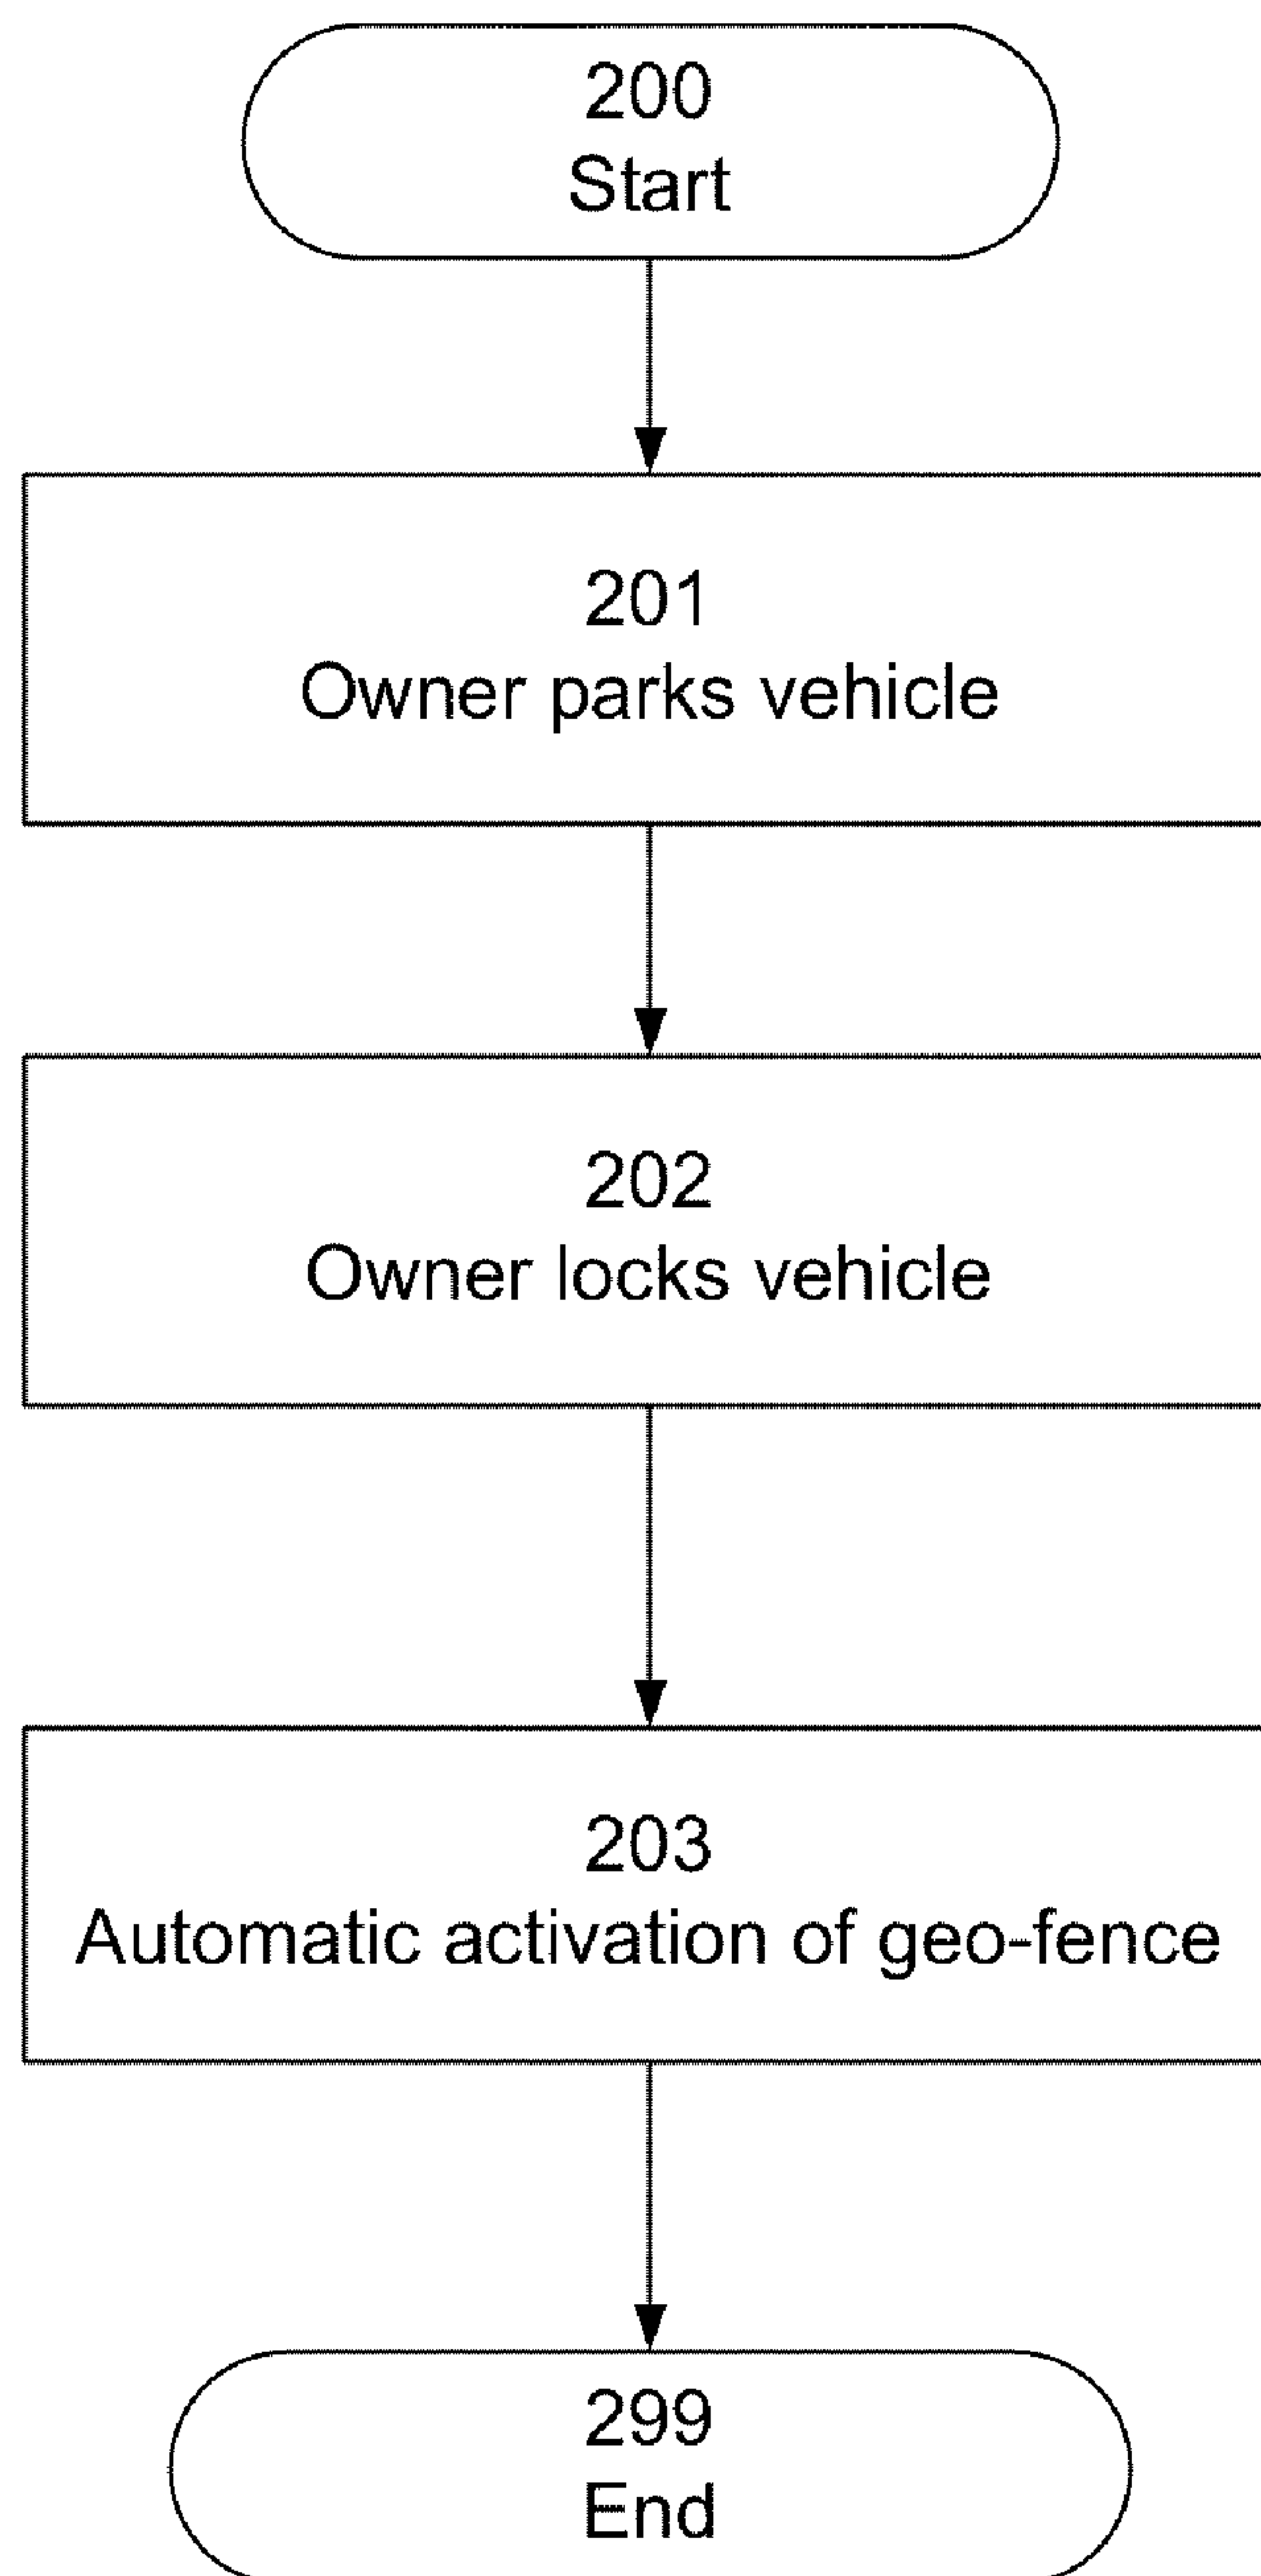 200
Start
201
Owner parks vehicle
202
Owner locks vehicle
203
Automatic activation of geo-fence
299
End